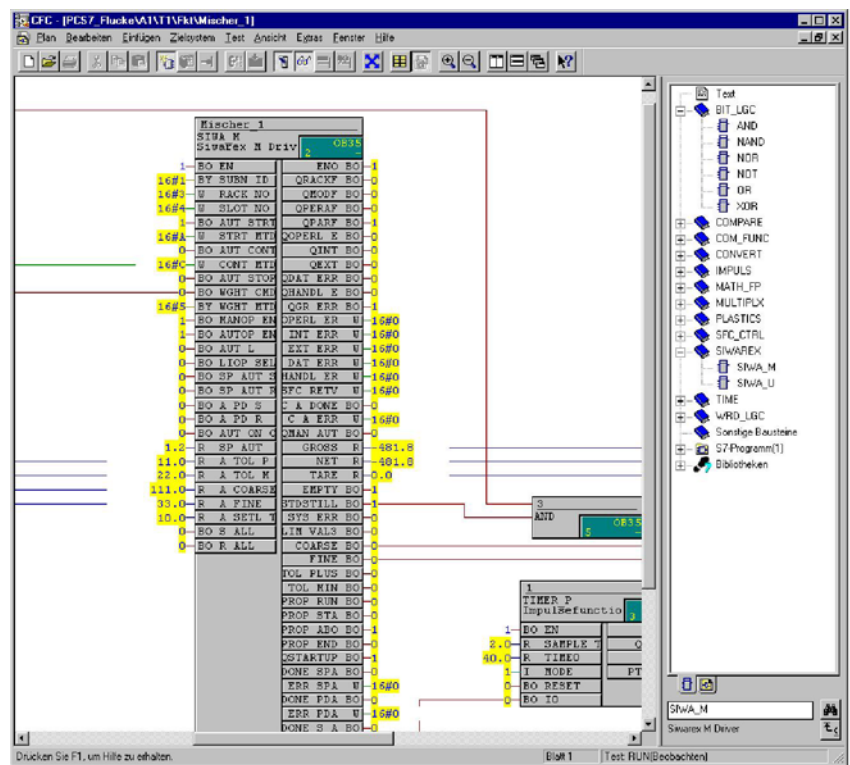 CFC - [PCS7_Flucke\A1\T1\Fkt\Mischer_1]
Plan Bearbeiten Einfügen Zielsystem Test Ansicht Extras Fenster Hilfe
Mischer_1
SIWA M
Siwarex M Driv
OB35
2
1 BO EN
16#1 BY SUBN ID
16#3 W RACK NO
16#4 W SLOT NO
1 BO AUT STRT
16#A W STRT MTD
0 BO AUT CONT
16#C W CONT MTD
0 BO AUT STOP
0 BO WGHT CMD
16#5 BY WGHT MTD
1 BO MANOP EN
1 BO AUTOP EN
0 BO AUT L
0 BO LIOP SEL
0 BO SP AUT S
0 BO SP AUT R
0 BO A PD S
0 BO A PD R
0 BO AUT ON
1.2 R SP AUT
11.0 R A TOL P
22.0 R A TOL M
111.0 R A COARSE
33.0 R A FINE
10.0 R A SETL T
0 BO S ALL
0 BO R ALL
ENO BO 1
QRACKF BO 0
QMODF BO 0
QPERAF BO 0
QPARF BO 1
QOPERL E BO 0
QINT BO 0
QEXT BO 0
QDAT ERR BO 0
QHANDL E BO 0
QGR ERR BO 1
OPERL ER W 16#0
INT ERR W 16#0
EXT ERR W 16#0
DAT ERR W 16#0
HANDL ER W 16#0
SFC RETV W 16#0
C A DONE BO 0
C A ERR W 16#0
QMAN AUT BO 0
GROSS R 481.8
NET R 481.8
TARE R 0.0
EMPTY BO 1
STDSTILL BO 1
SYS ERR BO 0
LIM VAL3 BO 0
COARSE BO 0
FINE BO 0
TOL PLUS BO 0
TOL MIN BO 0
PROP RUN BO 0
PROP STA BO 0
PROP ABO BO 1
PROP END BO 0
QSTARTUP BO 1
DONE SPA BO 0
ERR SPA W 16#0
DONE PDA BO 0
ERR PDA W 16#0
DONE S A BO 0
3
AND
OB35
5
1
TIMER P
Impulsefunctio
3
1 BO EN
2.0 R SAMPLE T
40.0 R TIME0
1 I MODE
0 BO RESET
0 BO I0
Q
PT
Text
BIT_LGC
AND
NAND
NOR
NOT
OR
XOR
COMPARE
COM_FUNC
CONVERT
IMPULS
MATH_FP
MULTIPLX
PLASTICS
SFC_CTRL
SIWAREX
SIWA_M
SIWA_U
TIME
WRD_LGC
Sonstige Bausteine
S7-Programm(1)
Bibliotheken
SIWA_M
Siwarex M Driver
Drücken Sie F1, um Hilfe zu erhalten.
Blatt 1
Test: RUN(Beobachten)